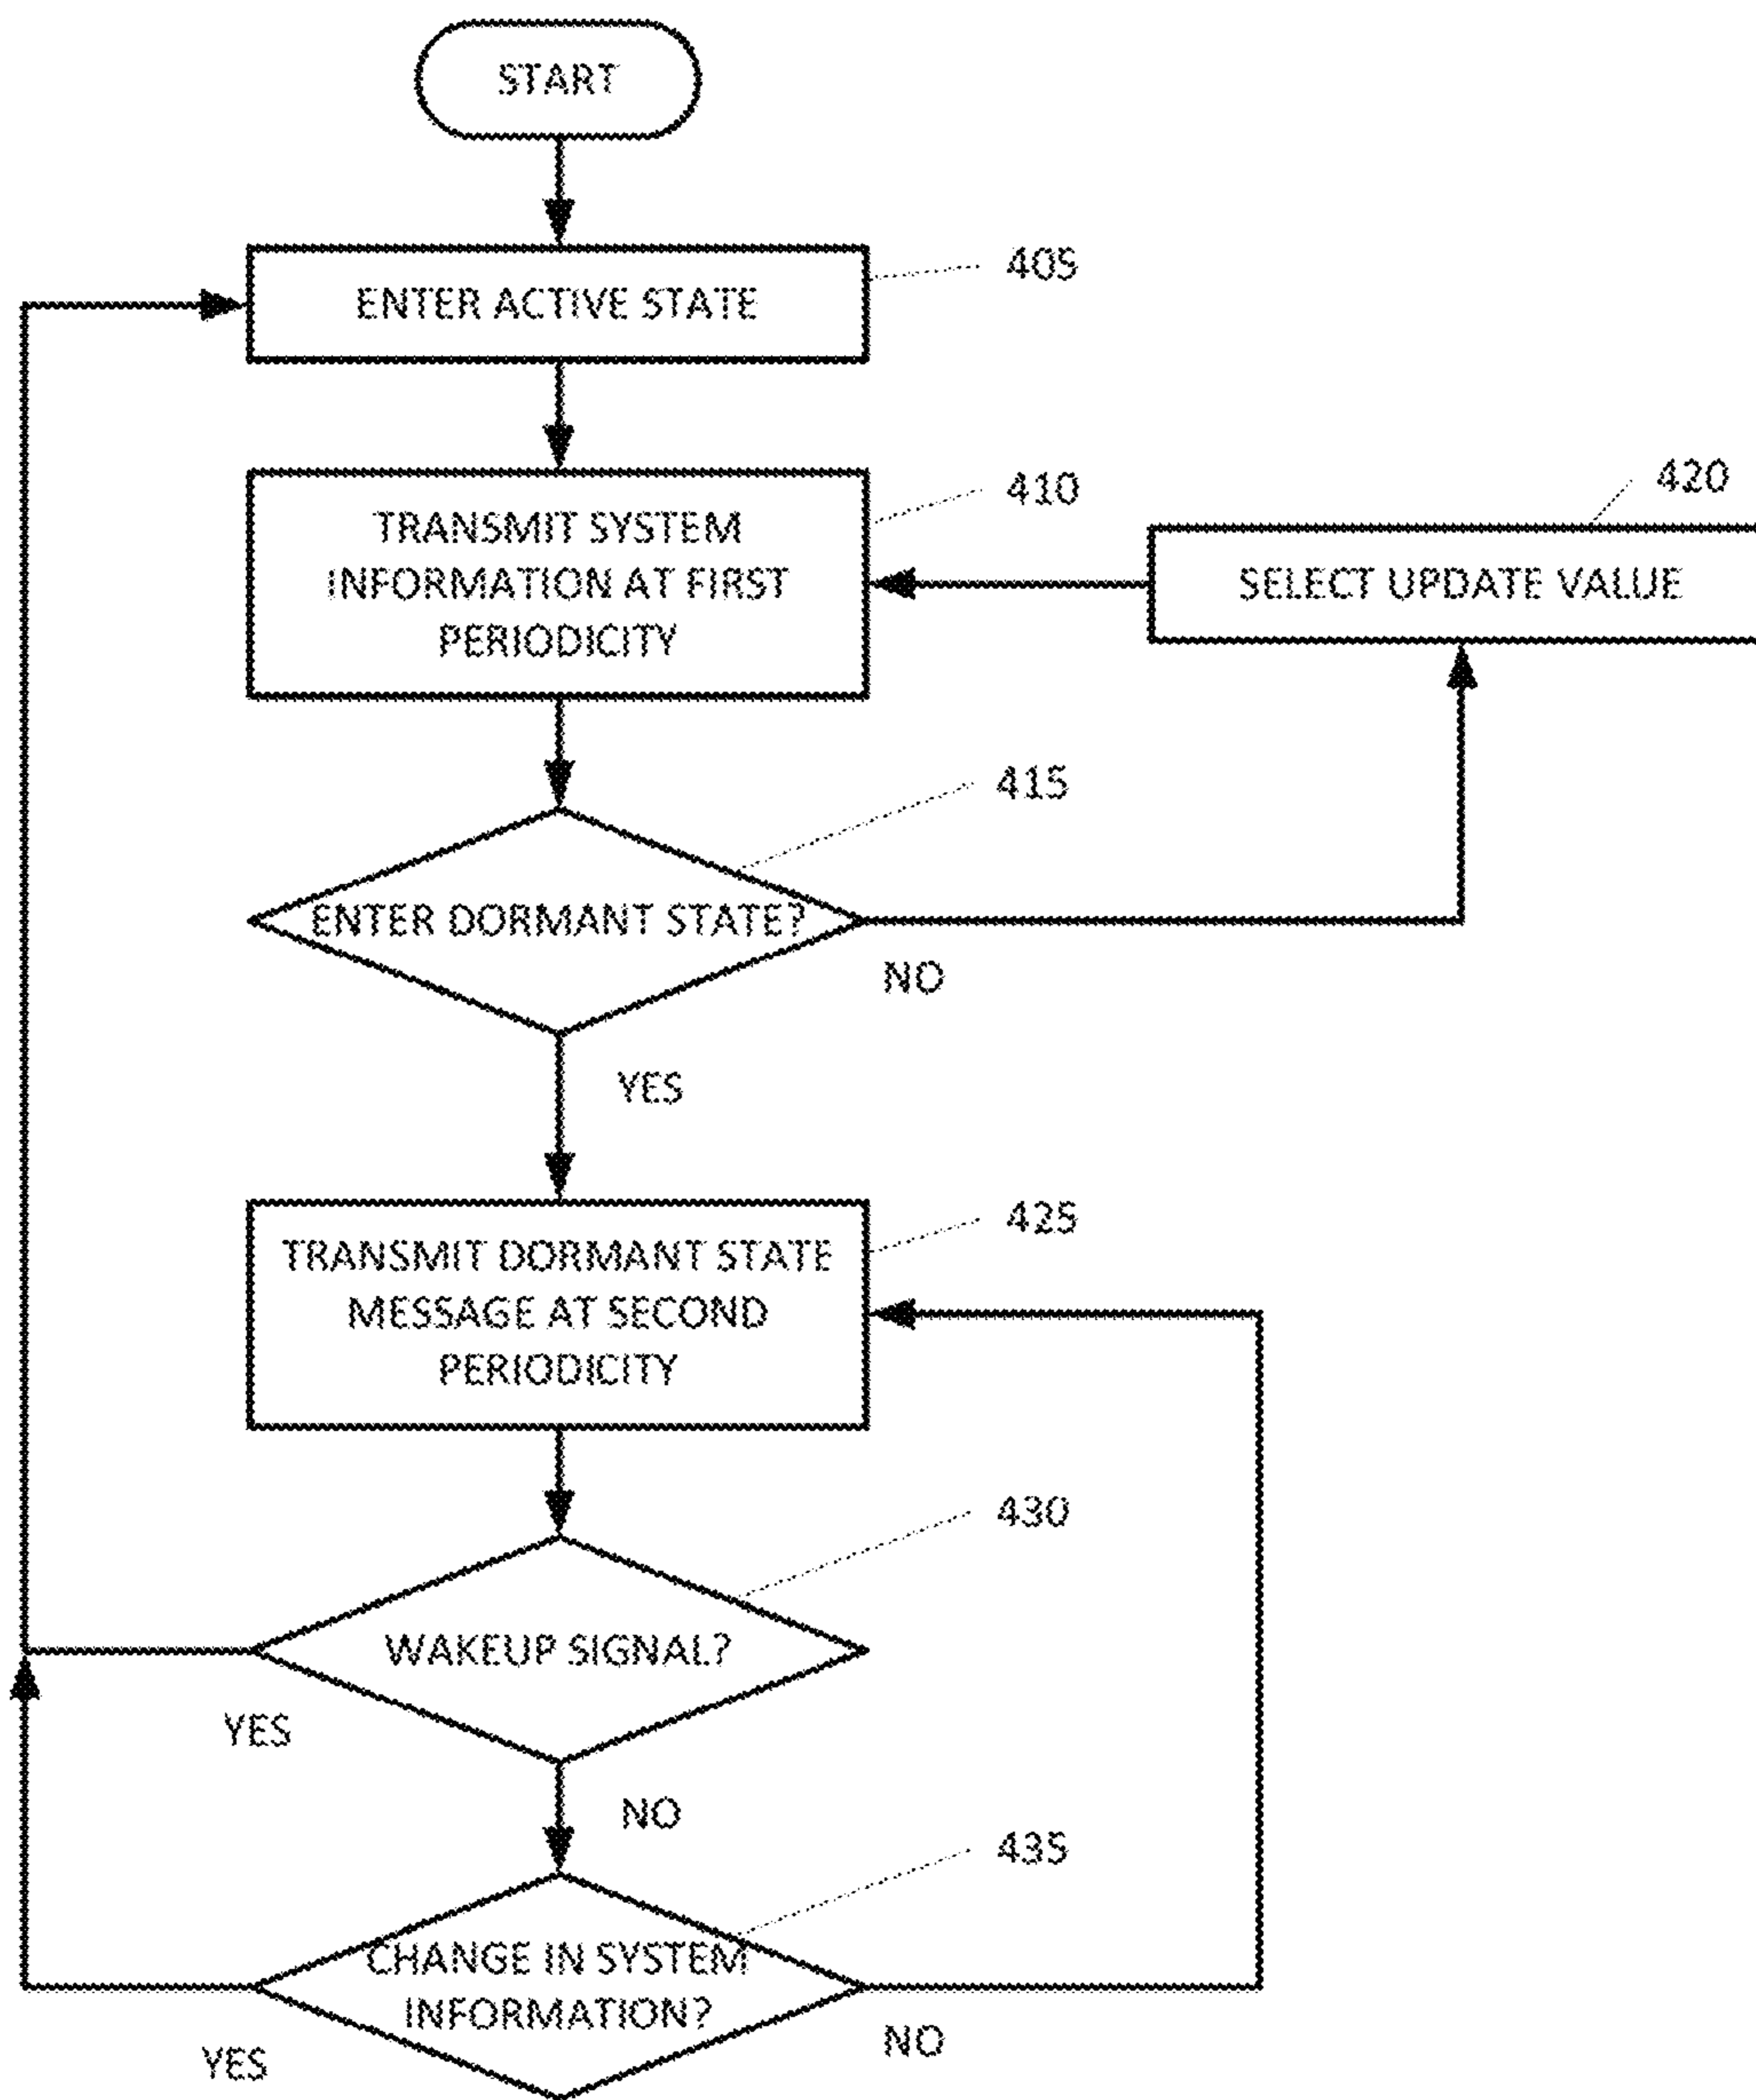 START
405
ENTER ACTIVE STATE
410
420
TRANSMIT SYSTEM
INFORMATION AT FIRST
PERIODICITY
SELECT UPDATE VALUE
415
ENTER DORMANT STATE?
NO
YES
425
TRANSMIT DORMANT STATE
MESSAGE AT SECOND
PERIODICITY
430
WAKEUP SIGNAL?
YES
NO
435
CHANGE IN SYSTEM
INFORMATION?
NO
YES